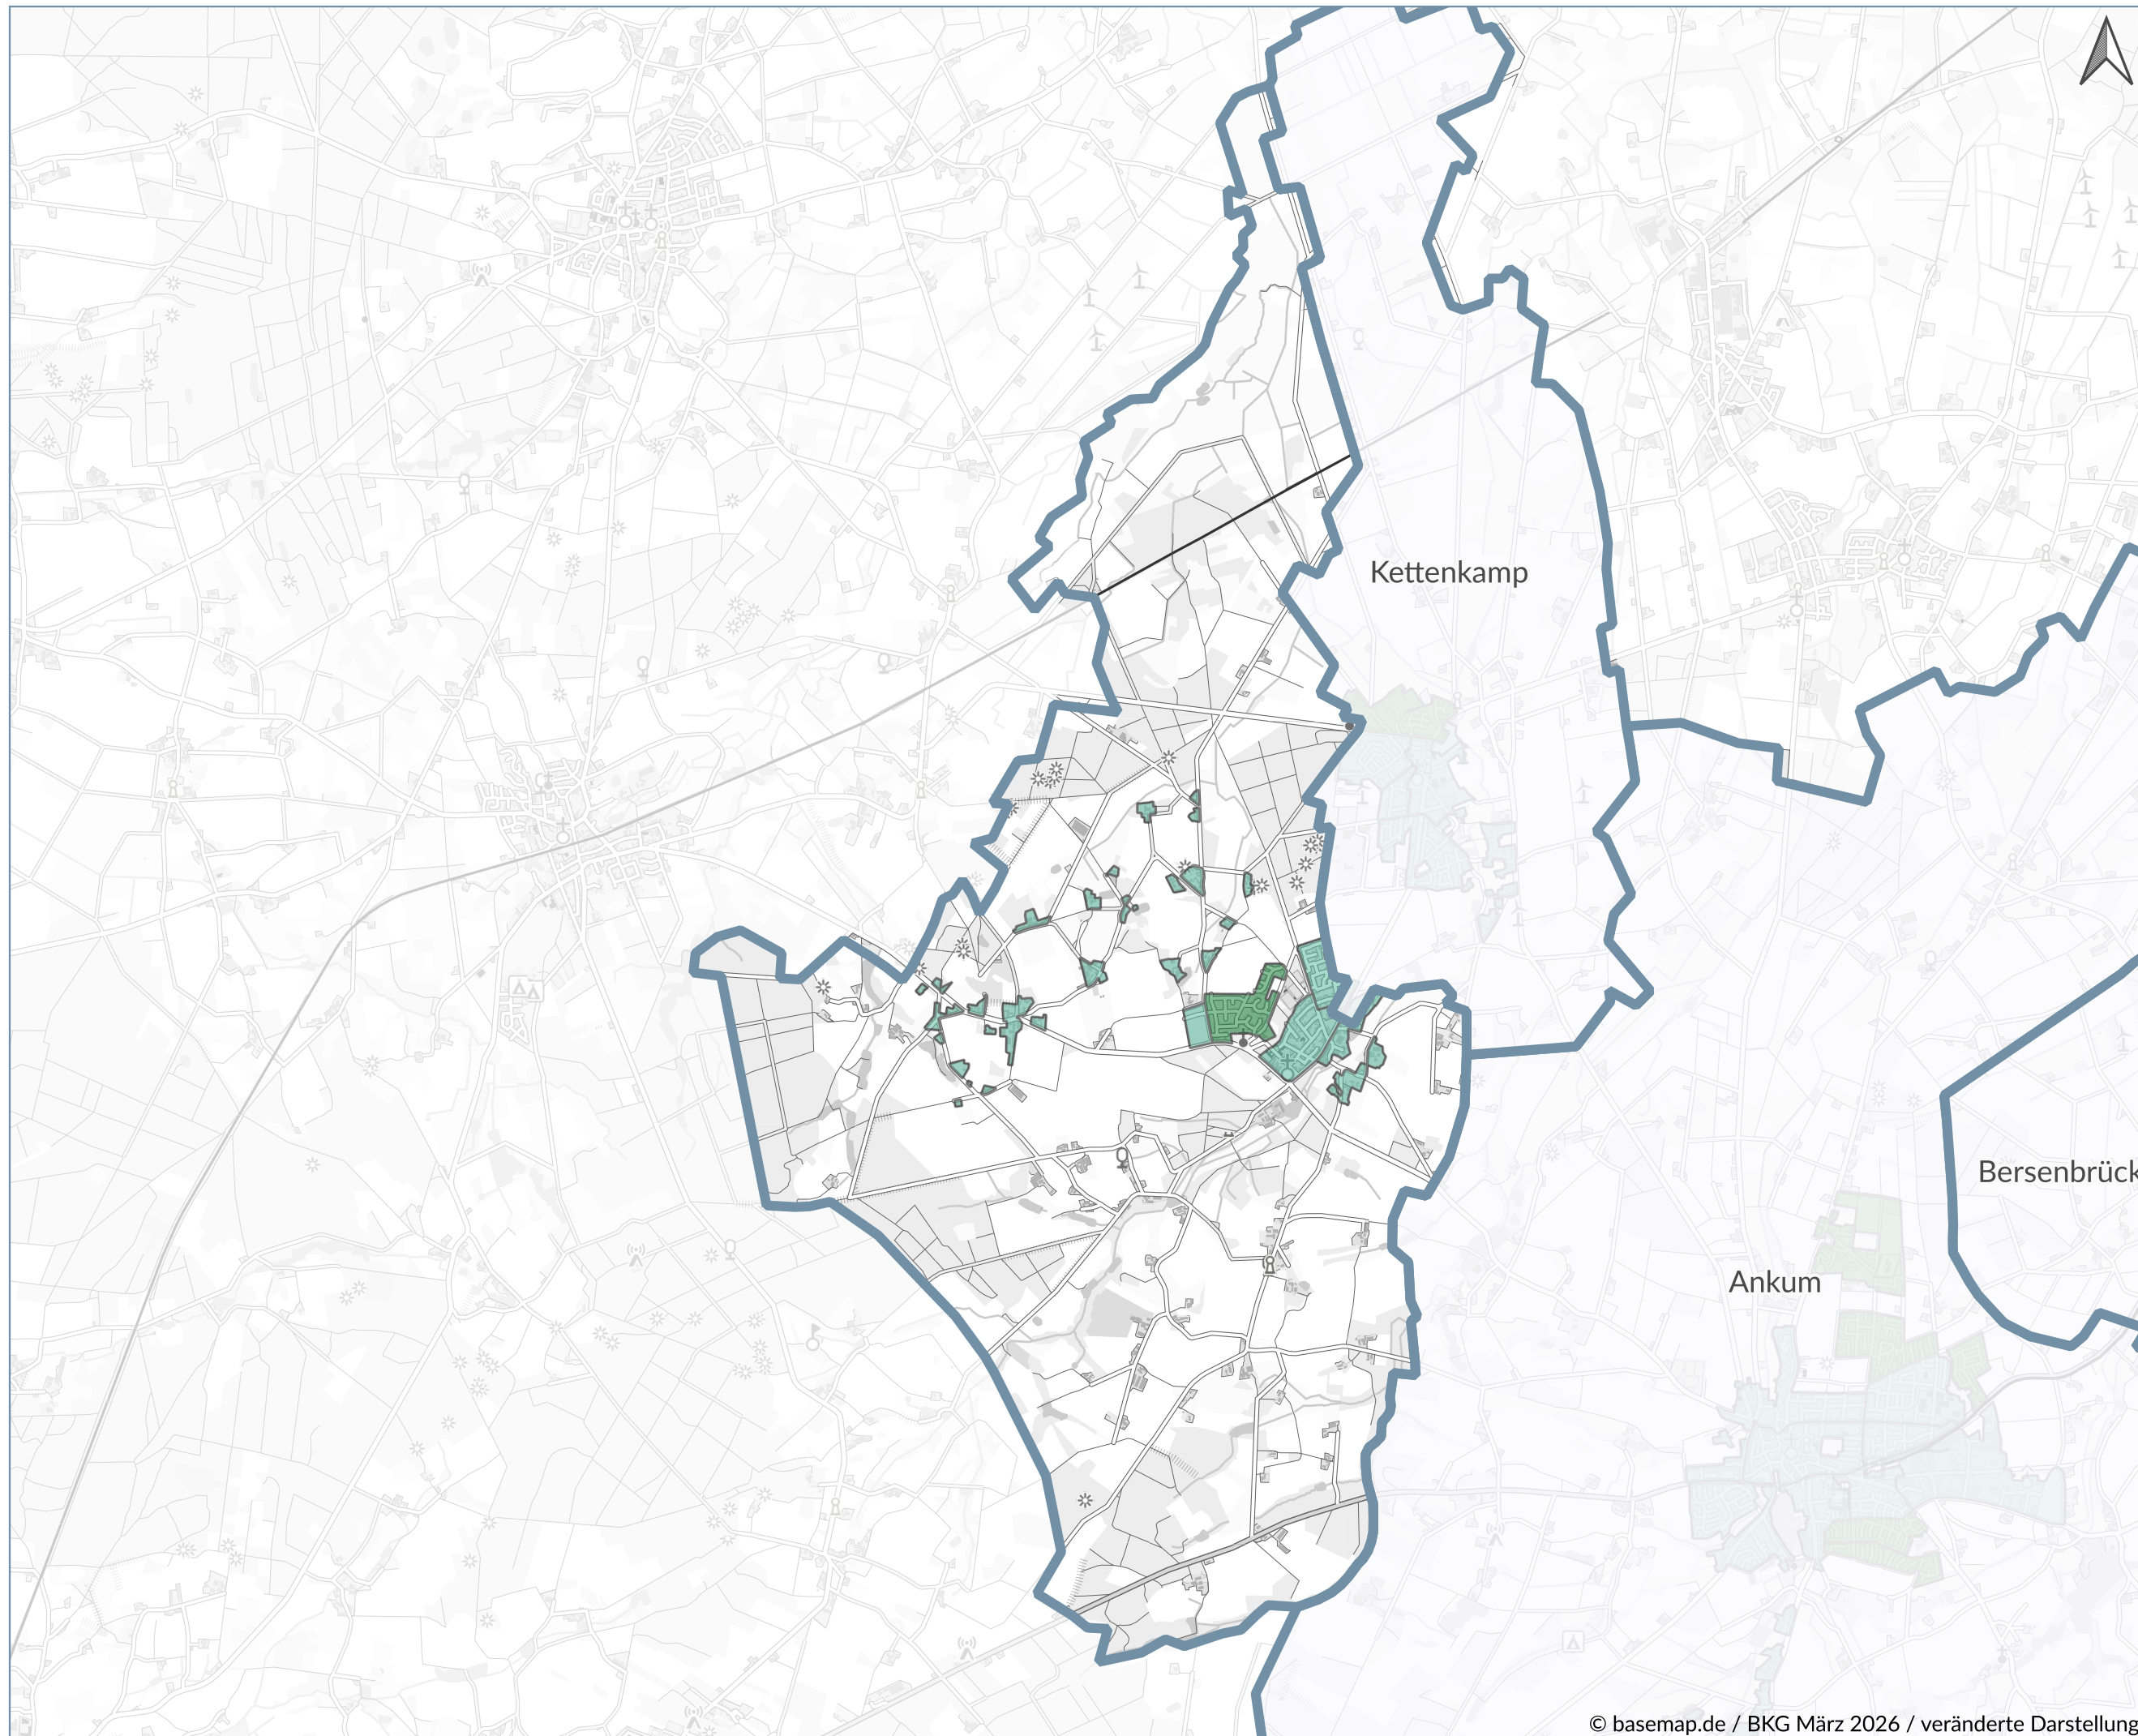 Kettenkamp
Bersenbrück
Ankum
© basemap.de / BKG März 2026 / veränderte Darstellung